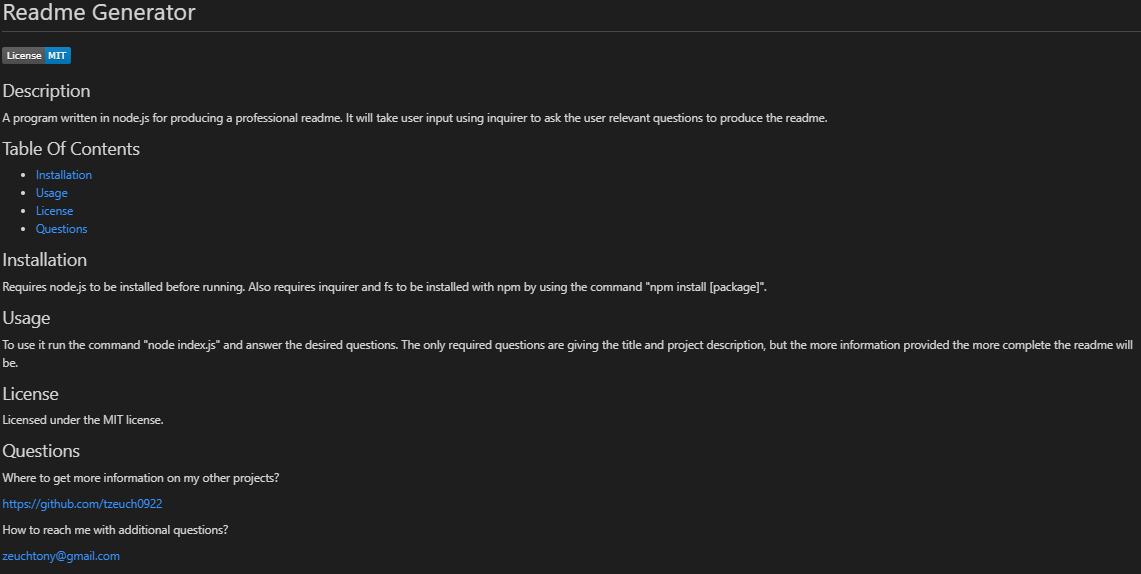 Readme Generator
License MIT
Description
A program written in node.js for producing a professional readme. It will take user input using inquirer to ask the user relevant questions to produce the readme.
Table Of Contents
Installation
Usage
License
Questions
Installation
Requires node.js to be installed before running. Also requires inquirer and fs to be installed with npm by using the command "npm install [package]".
Usage
To use it run the command "node index.js" and answer the desired questions. The only required questions are giving the title and project description, but the more information provided the more complete the readme will
be.
License
Licensed under the MIT license.
Questions
Where to get more information on my other projects?
https://github.com/tzeuch0922
How to reach me with additional questions?
zeuchtony@gmail.com